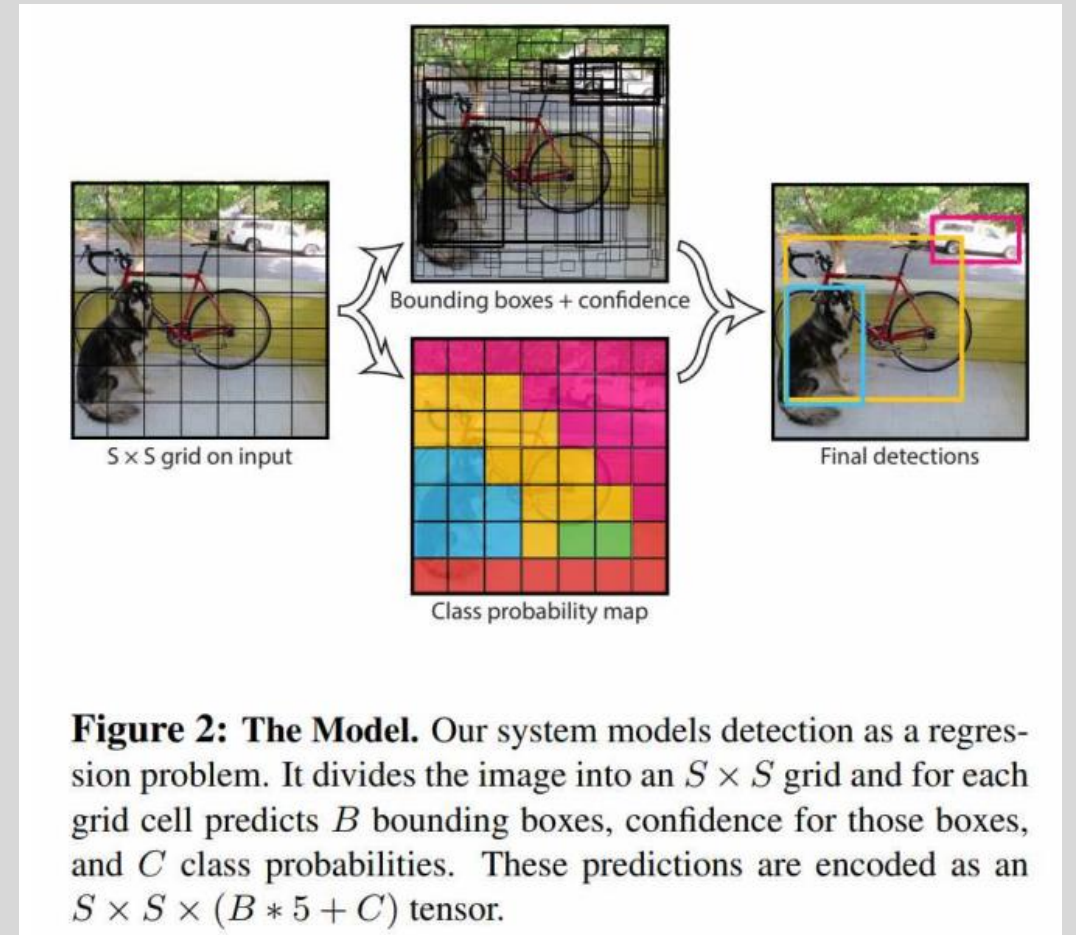 Bounding boxes + confidence
S × S grid on input
Final detections
Class probability map
Figure 2: The Model. Our system models detection as a regres-
sion problem. It divides the image into an S × S grid and for each
grid cell predicts B bounding boxes, confidence for those boxes,
and C class probabilities. These predictions are encoded as an
S × S × (B ∗ 5 + C) tensor.